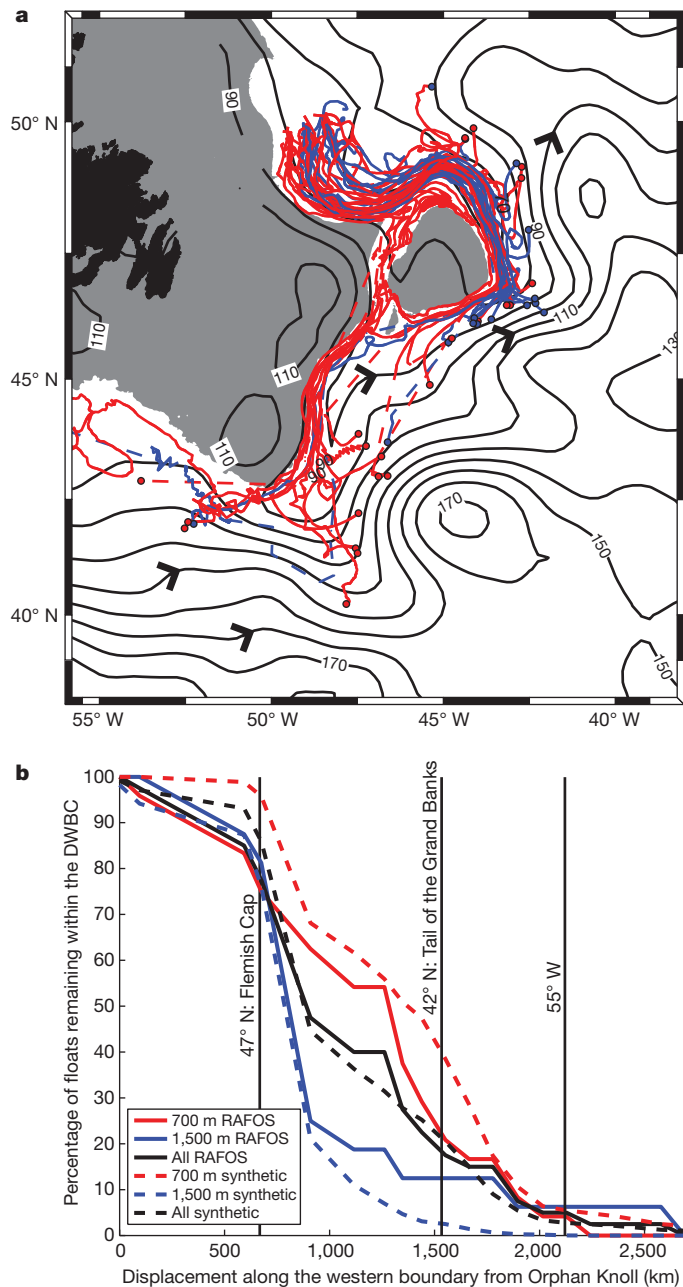 a
50° N
45° N
40° N
90
90
110
110
110
110
130
90
90
170
150
170
150
55° W
50° W
45° W
40° W
b
100
90
80
70
60
50
40
30
20
10
0
Percentage of floats remaining within the DWBC
47° N: Flemish Cap
42° N: Tail of the Grand Banks
55° W
700 m RAFOS
1,500 m RAFOS
All RAFOS
700 m synthetic
1,500 m synthetic
All synthetic
0
500
1,000
1,500
2,000
2,500
Displacement along the western boundary from Orphan Knoll (km)